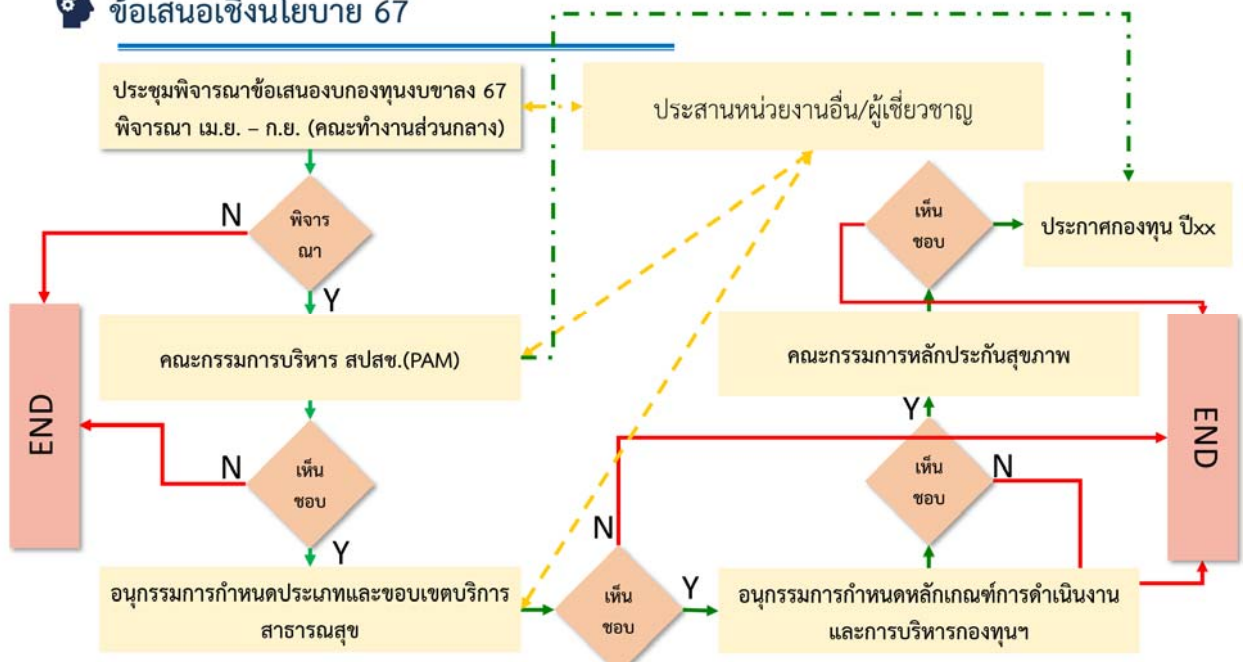 ข้อเสนอเชิงนโยบาย 67
ประชุมพิจารณาข้อเสนองบกองทุนงบขาลง 67
พิจารณา เม.ย. – ก.ย. (คณะทำงานส่วนกลาง)
ประสานหน่วยงานอื่น/ผู้เชี่ยวชาญ
พิจาร
ณา
N
Y
END
คณะกรรมการบริหาร สปสช.(PAM)
เห็น
ชอบ
N
Y
อนุกรรมการกำหนดประเภทและขอบเขตบริการ
สาธารณสุข
เห็น
ชอบ
N
Y
อนุกรรมการกำหนดหลักเกณฑ์การดำเนินงาน
และการบริหารกองทุนฯ
เห็น
ชอบ
N
Y
คณะกรรมการหลักประกันสุขภาพ
เห็น
ชอบ
ประกาศกองทุน ปีxx
END